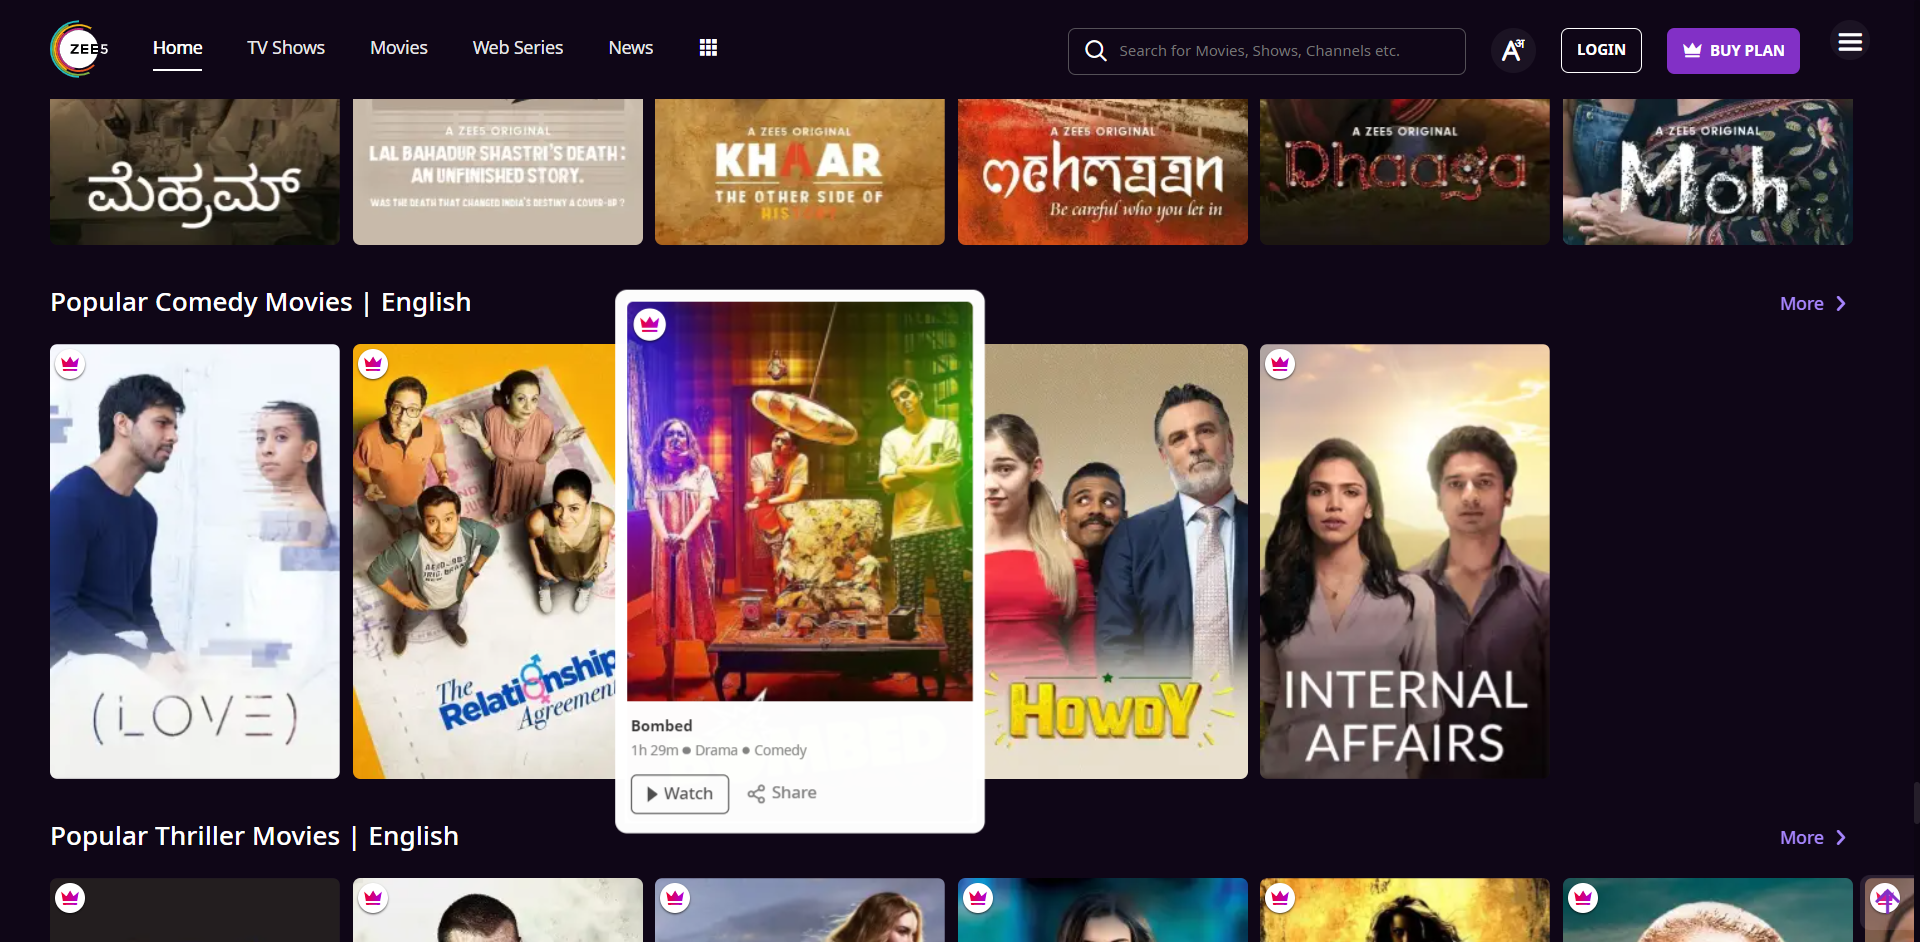 ZEE5
Home
TV Shows
Movies
Web Series
News
Search for Movies, Shows, Channels etc.
Aअ
LOGIN
BUY PLAN
ಮೆಹ್ರಮ್
A ZEE5 ORIGINAL
LAL BAHADUR SHASTRI'S DEATH:
AN UNFINISHED STORY.
WAS THE DEATH THAT CHANGED INDIA'S DESTINY A COVER-UP ?
A ZEE5 ORIGINAL
KHAAR
THE OTHER SIDE OF
HISTORY
A ZEE5 ORIGINAL
mehmaan
Be careful who you let in
A ZEE5 ORIGINAL
Dhaaga
A ZEE5 ORIGINAL
Moh...
Popular Comedy Movies | English
More
(LOVE)
The
Relationship
Agreement
Bombed
1h 29m • Drama • Comedy
Watch
Share
HOWDY
INTERNAL
AFFAIRS
Popular Thriller Movies | English
More